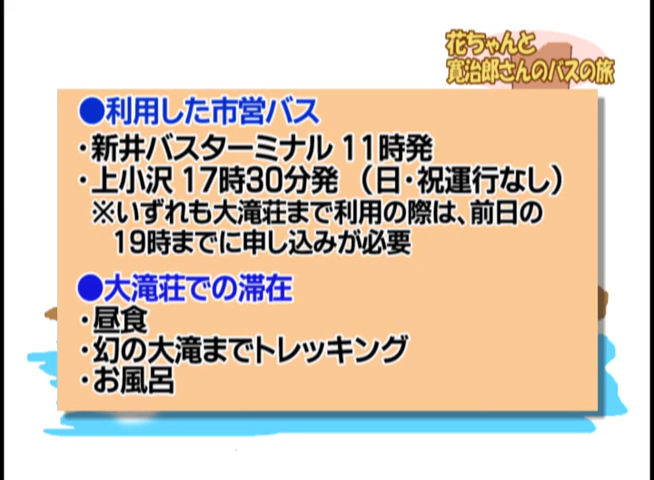 花ちゃんと
寛治郎さんのバスの旅
●利用した市営バス
・新井バスターミナル 11時発
・上小沢 17時30分発 （日・祝運行なし）
※いずれも大滝荘まで利用の際は、前日の
19時までに申し込みが必要
●大滝荘での滞在
・昼食
・幻の大滝までトレッキング
・お風呂